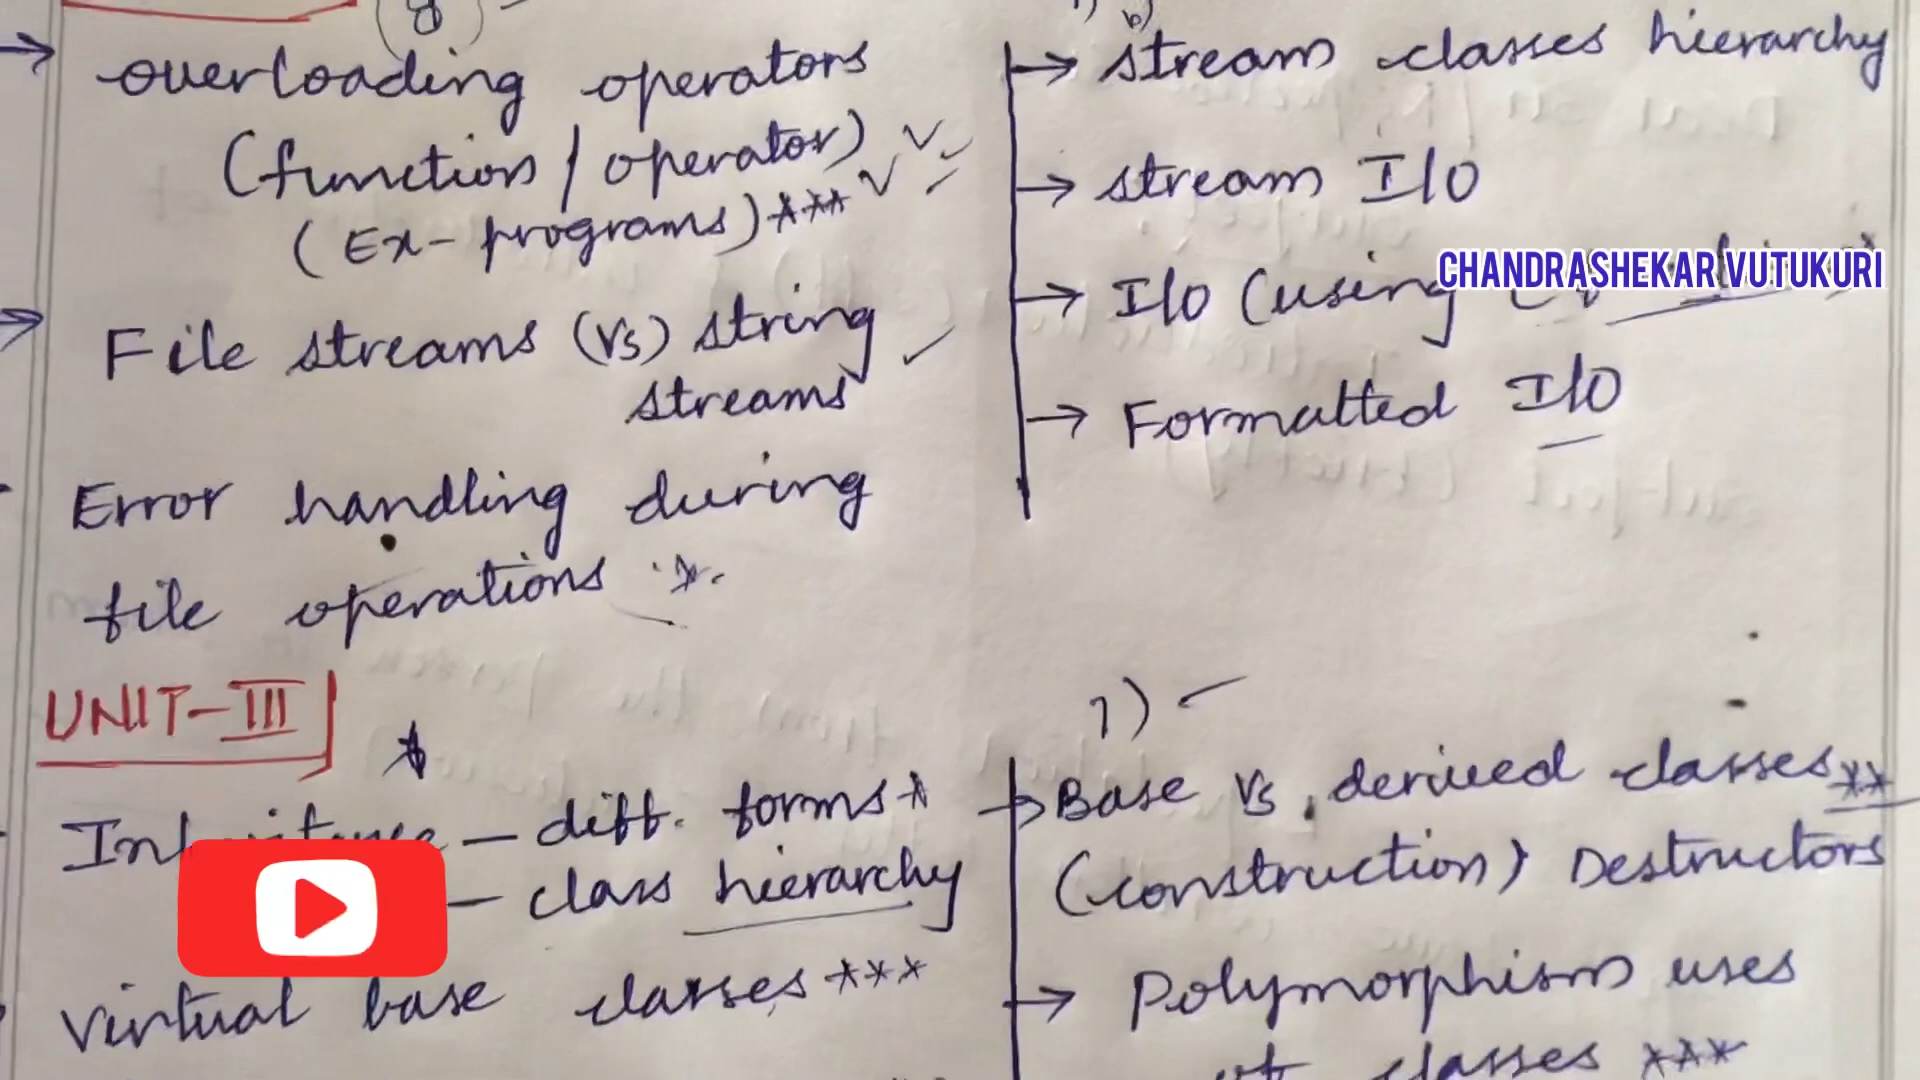 8
overloading operators
(function / operator)
(Ex - programs) ***
File streams (vs) string
streams
Error handling during
file operations *
b)
stream classes hierarchy
stream I/O
I/O (using
CHANDRASHEKAR VUTUKURI
Formatted I/O
UNIT-III
- diff. forms *
- class hierarchy
virtual base classes ***
7)
Base vs derived classes **
(construction) Destructors
Polymorphism uses
classes ***